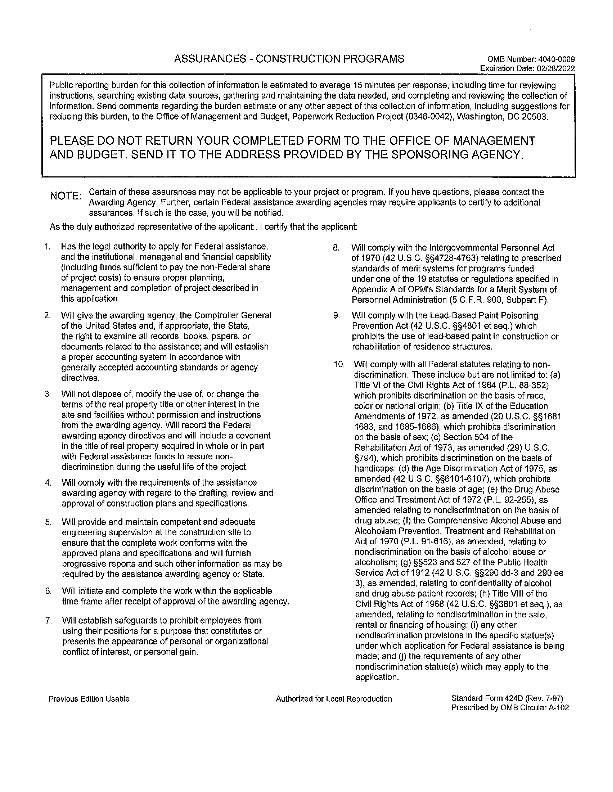 ASSURANCES - CONSTRUCTION PROGRAMS
OMB Number: 4040-0009
Expiration Date: 02/28/2022
Public reporting burden for this collection of information is estimated to average 15 minutes per response, including time for reviewing
instructions, searching existing data sources, gathering and maintaining the data needed, and completing and reviewing the collection of
information. Send comments regarding the burden estimate or any other aspect of this collection of information, including suggestions for
reducing this burden, to the Office of Management and Budget, Paperwork Reduction Project (0348-0042), Washington, DC 20503.
PLEASE DO NOT RETURN YOUR COMPLETED FORM TO THE OFFICE OF MANAGEMENT
AND BUDGET. SEND IT TO THE ADDRESS PROVIDED BY THE SPONSORING AGENCY.
NOTE: Certain of these assurances may not be applicable to your project or program. If you have questions, please contact the
Awarding Agency. Further, certain Federal assistance awarding agencies may require applicants to certify to additional
assurances. If such is the case, you will be notified.
As the duly authorized representative of the applicant:, I certify that the applicant:
1. Has the legal authority to apply for Federal assistance,
and the institutional, managerial and financial capability
(including funds sufficient to pay the non-Federal share
of project costs) to ensure proper planning,
management and completion of project described in
this application.
2. Will give the awarding agency, the Comptroller General
of the United States and, if appropriate, the State,
the right to examine all records, books, papers, or
documents related to the assistance; and will establish
a proper accounting system in accordance with
generally accepted accounting standards or agency
directives.
3. Will not dispose of, modify the use of, or change the
terms of the real property title or other interest in the
site and facilities without permission and instructions
from the awarding agency. Will record the Federal
awarding agency directives and will include a covenant
in the title of real property acquired in whole or in part
with Federal assistance funds to assure non-
discrimination during the useful life of the project.
4. Will comply with the requirements of the assistance
awarding agency with regard to the drafting, review and
approval of construction plans and specifications.
5. Will provide and maintain competent and adequate
engineering supervision at the construction site to
ensure that the complete work conforms with the
approved plans and specifications and will furnish
progressive reports and such other information as may be
required by the assistance awarding agency or State.
6. Will initiate and complete the work within the applicable
time frame after receipt of approval of the awarding agency.
7. Will establish safeguards to prohibit employees from
using their positions for a purpose that constitutes or
presents the appearance of personal or organizational
conflict of interest, or personal gain.
8. Will comply with the Intergovernmental Personnel Act
of 1970 (42 U.S.C. §§4728-4763) relating to prescribed
standards of merit systems for programs funded
under one of the 19 statutes or regulations specified in
Appendix A of OPM's Standards for a Merit System of
Personnel Administration (5 C.F.R. 900, Subpart F).
9. Will comply with the Lead-Based Paint Poisoning
Prevention Act (42 U.S.C. §§4801 et seq.) which
prohibits the use of lead-based paint in construction or
rehabilitation of residence structures.
10. Will comply with all Federal statutes relating to non-
discrimination. These include but are not limited to: (a)
Title VI of the Civil Rights Act of 1964 (P.L. 88-352)
which prohibits discrimination on the basis of race,
color or national origin; (b) Title IX of the Education
Amendments of 1972, as amended (20 U.S.C. §§1681
1683, and 1685-1686), which prohibits discrimination
on the basis of sex; (c) Section 504 of the
Rehabilitation Act of 1973, as amended (29) U.S.C.
§794), which prohibits discrimination on the basis of
handicaps; (d) the Age Discrimination Act of 1975, as
amended (42 U.S.C. §§6101-6107), which prohibits
discrimination on the basis of age; (e) the Drug Abuse
Office and Treatment Act of 1972 (P.L. 92-255), as
amended relating to nondiscrimination on the basis of
drug abuse; (f) the Comprehensive Alcohol Abuse and
Alcoholism Prevention, Treatment and Rehabilitation
Act of 1970 (P.L. 91-616), as amended, relating to
nondiscrimination on the basis of alcohol abuse or
alcoholism; (g) §§523 and 527 of the Public Health
Service Act of 1912 (42 U.S.C. §§290 dd-3 and 290 ee
3), as amended, relating to confidentiality of alcohol
and drug abuse patient records; (h) Title VIII of the
Civil Rights Act of 1968 (42 U.S.C. §§3601 et seq.), as
amended, relating to nondiscrimination in the sale,
rental or financing of housing; (i) any other
nondiscrimination provisions in the specific statue(s)
under which application for Federal assistance is being
made; and (j) the requirements of any other
nondiscrimination statue(s) which may apply to the
application.
Previous Edition Usable
Authorized for Local Reproduction
Standard Form 424D (Rev. 7-97)
Prescribed by OMB Circular A-102